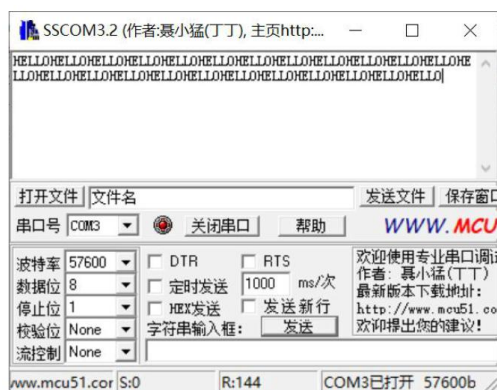 SSCOM3.2 (作者:聂小猛(丁丁), 主页http:...
HELLOHELLOHELLOHELLOHELLOHELLOHELLOHELLOHELLOHELLOHELLOHE
LLOHELLOHELLOHELLOHELLOHELLOHELLOHELLOHELLOHELLOHELLO
打开文件 文件名 发送文件 保存窗口
串口号 COM3 关闭串口 帮助 WWW.MCU
波特率 57600 DTR RTS
数据位 8 定时发送 1000 ms/次
停止位 1 HEX发送 发送新行
校验位 None 字符串输入框: 发送
流控制 None
欢迎使用专业串口调试
作者: 聂小猛(丁丁)
最新版本下载地址:
http://www.mcu51.co
欢迎提出您的建议!
www.mcu51.cor S:0 R:144 COM3已打开 57600b